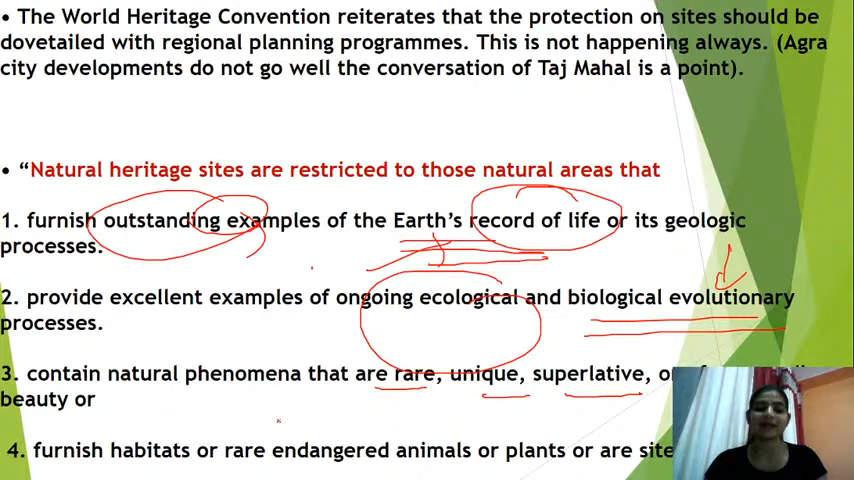 • The World Heritage Convention reiterates that the protection on sites should be
dovetailed with regional planning programmes. This is not happening always. (Agra
city developments do not go well the conversation of Taj Mahal is a point).
• “Natural heritage sites are restricted to those natural areas that
1. furnish outstanding examples of the Earth’s record of life or its geologic
processes.
2. provide excellent examples of ongoing ecological and biological evolutionary
processes.
3. contain natural phenomena that are rare, unique, superlative,
beauty or
4. furnish habitats or rare endangered animals or plants or are